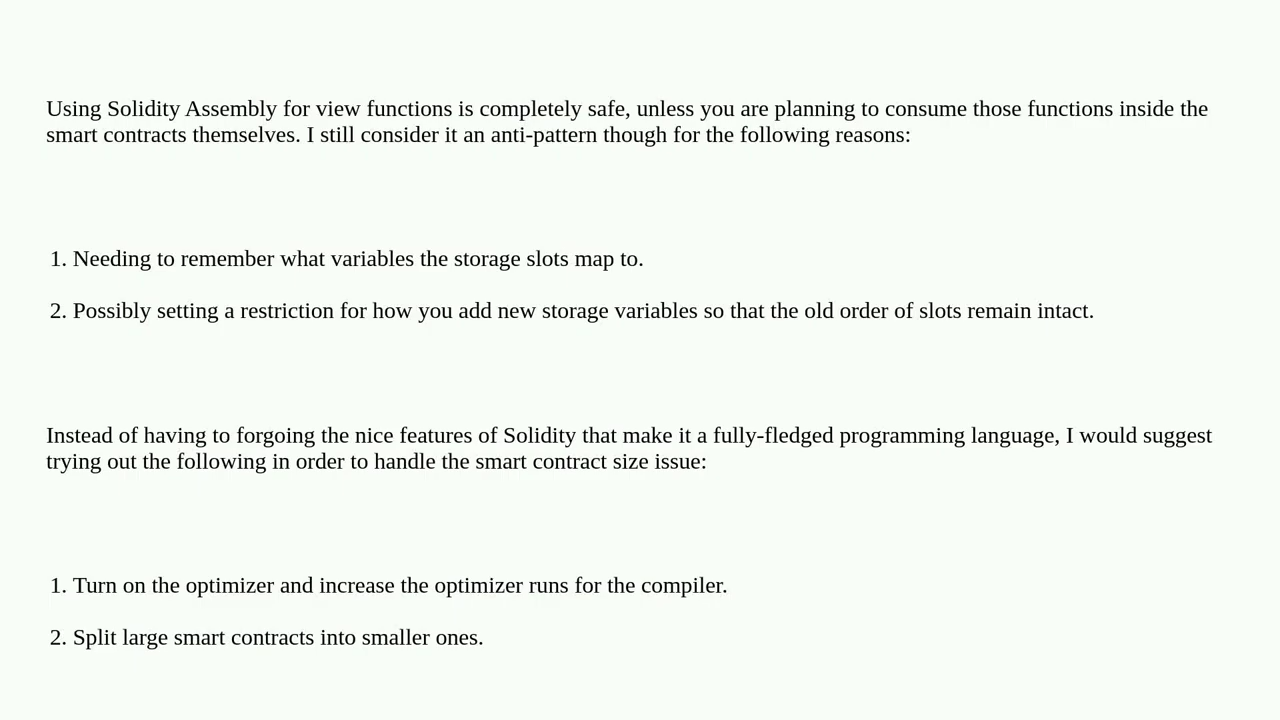 Using Solidity Assembly for view functions is completely safe, unless you are planning to consume those functions inside the
smart contracts themselves. I still consider it an anti-pattern though for the following reasons:
1. Needing to remember what variables the storage slots map to.
2. Possibly setting a restriction for how you add new storage variables so that the old order of slots remain intact.
Instead of having to forgoing the nice features of Solidity that make it a fully-fledged programming language, I would suggest
trying out the following in order to handle the smart contract size issue:
1. Turn on the optimizer and increase the optimizer runs for the compiler.
2. Split large smart contracts into smaller ones.